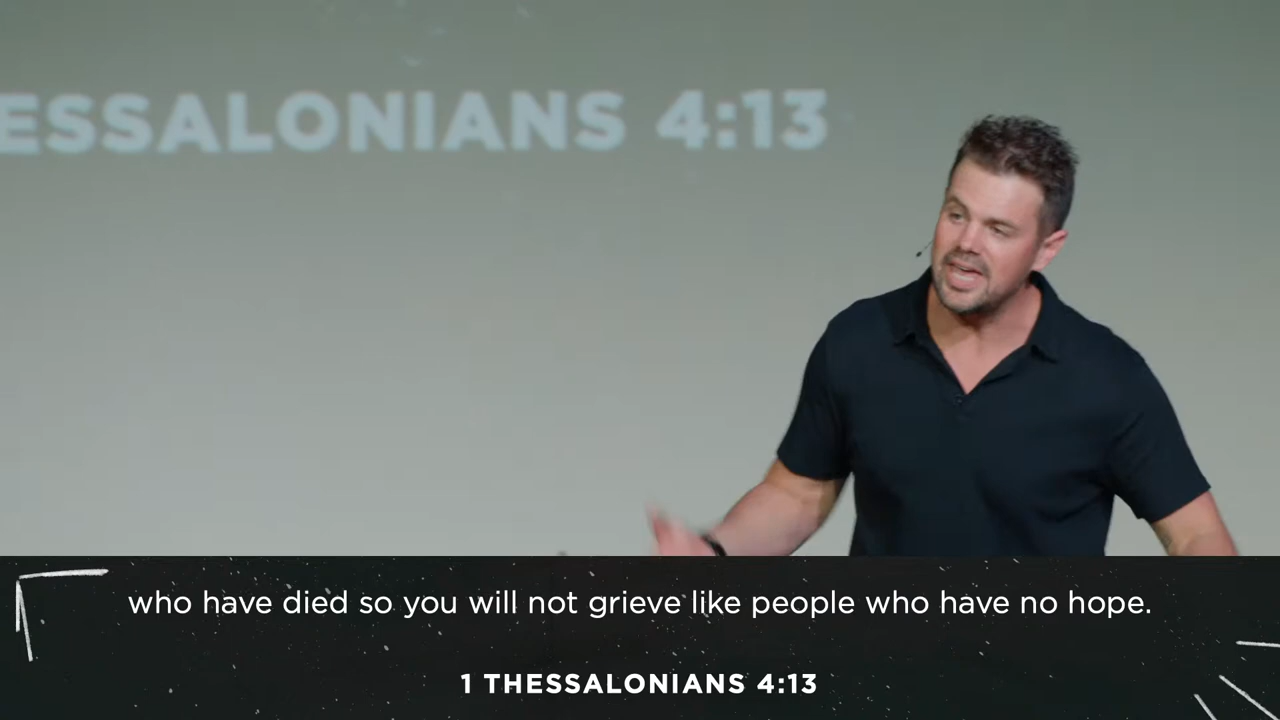 ESSALONIANS 4:13
who have died so you will not grieve like people who have no hope.
1 THESSALONIANS 4:13